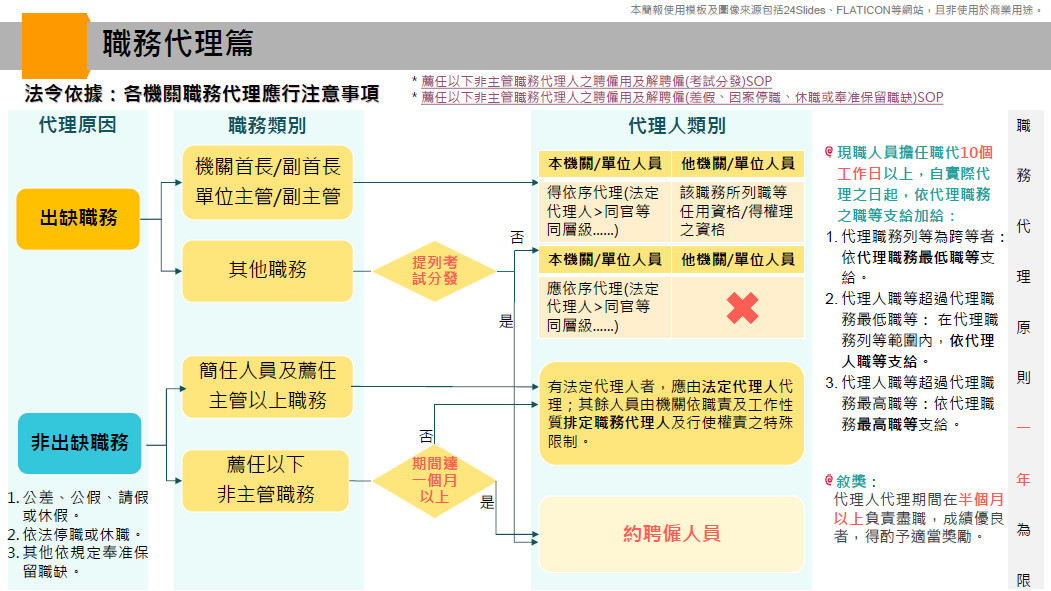 本簡報使用模板及圖像來源包括24Slides、FLATICON等網站，且非使用於商業用途。
職務代理篇
法令依據：各機關職務代理應行注意事項
* 薦任以下非主管職務代理人之聘僱用及解聘僱(考試分發)SOP
* 薦任以下非主管職務代理人之聘僱用及解聘僱(差假、因案停職、休職或奉准保留職缺)SOP
代理原因
職務類別
代理人類別
出缺職務
機關首長/副首長
單位主管/副主管
其他職務
提列考
試分發
否
是
本機關/單位人員
他機關/單位人員
得依序代理(法定
代理人>同官等
同層級......)
該職務所列職等
任用資格/得權理
之資格
本機關/單位人員
他機關/單位人員
應依序代理(法定
代理人>同官等
同層級......)
非出缺職務
1. 公差、公假、請假
或休假。
2. 依法停職或休職。
3. 其他依規定奉准保
留職缺。
簡任人員及薦任
主管以上職務
薦任以下
非主管職務
期間達
一個月
以上
否
是
有法定代理人者，應由法定代理人代
理；其餘人員由機關依職責及工作性
質排定職務代理人及行使權責之特殊
限制。
約聘僱人員
現職人員擔任職代10個
工作日以上，自實際代
理之日起，依代理職務
之職等支給加給：
1. 代理職務列等為跨等者：
依代理職務最低職等支
給。
2. 代理人職等超過代理職
務最低職等： 在代理職
務列等範圍內，依代理
人職等支給。
3. 代理人職等超過代理職
務最高職等：依代理職
務最高職等支給。
敘獎：
代理人代理期間在半個月
以上負責盡職，成績優良
者，得酌予適當獎勵。
職
務
代
理
原
則
一
年
為
限